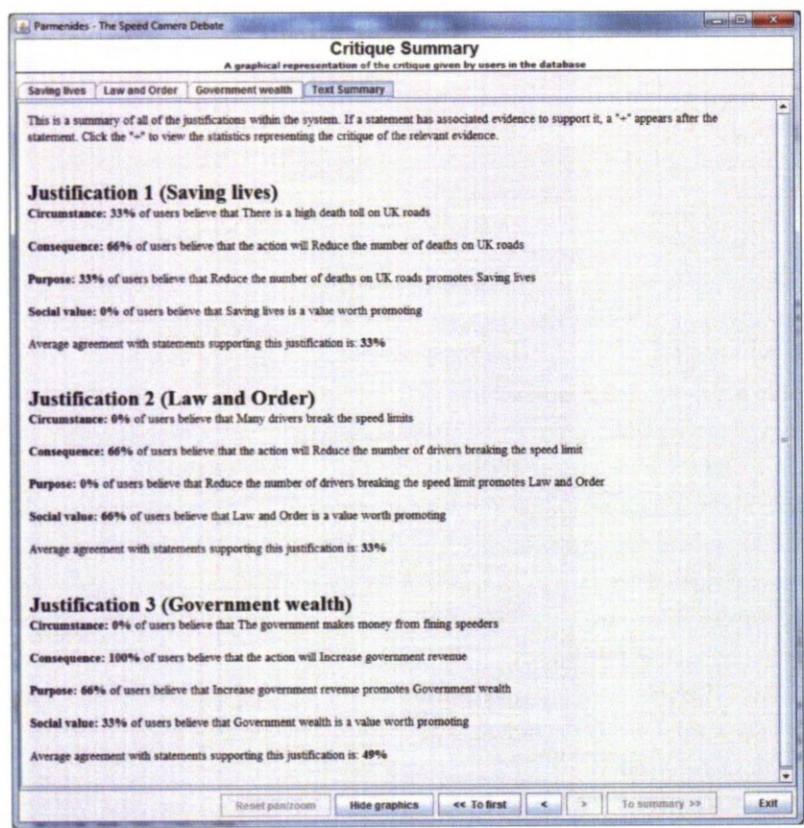 Parmenides - The Speed Camera Debate
Critique Summary
A graphical representation of the critique given by users in the database
Saving lives Law and Order Government wealth Text Summary
This is a summary of all of the justifications within the system. If a statement has associated evidence to support it, a "+" appears after the
statement. Click the "+" to view the statistics representing the critique of the relevant evidence.
Justification 1 (Saving lives)
Circumstance: 33% of users believe that There is a high death toll on UK roads
Consequence: 66% of users believe that the action will Reduce the number of deaths on UK roads
Purpose: 33% of users believe that Reduce the number of deaths on UK roads promotes Saving lives
Social value: 0% of users believe that Saving lives is a value worth promoting
Average agreement with statements supporting this justification is: 33%
Justification 2 (Law and Order)
Circumstance: 0% of users believe that Many drivers break the speed limits
Consequence: 66% of users believe that the action will Reduce the number of drivers breaking the speed limit
Purpose: 0% of users believe that Reduce the number of drivers breaking the speed limit promotes Law and Order
Social value: 66% of users believe that Law and Order is a value worth promoting
Average agreement with statements supporting this justification is: 33%
Justification 3 (Government wealth)
Circumstance: 0% of users believe that The government makes money from fining speeders
Consequence: 100% of users believe that the action will Increase government revenue
Purpose: 66% of users believe that Increase government revenue promotes Government wealth
Social value: 33% of users believe that Government wealth is a value worth promoting
Average agreement with statements supporting this justification is: 49%
Reset pan/zoom Hide graphics << To first < > To summary >> Exit